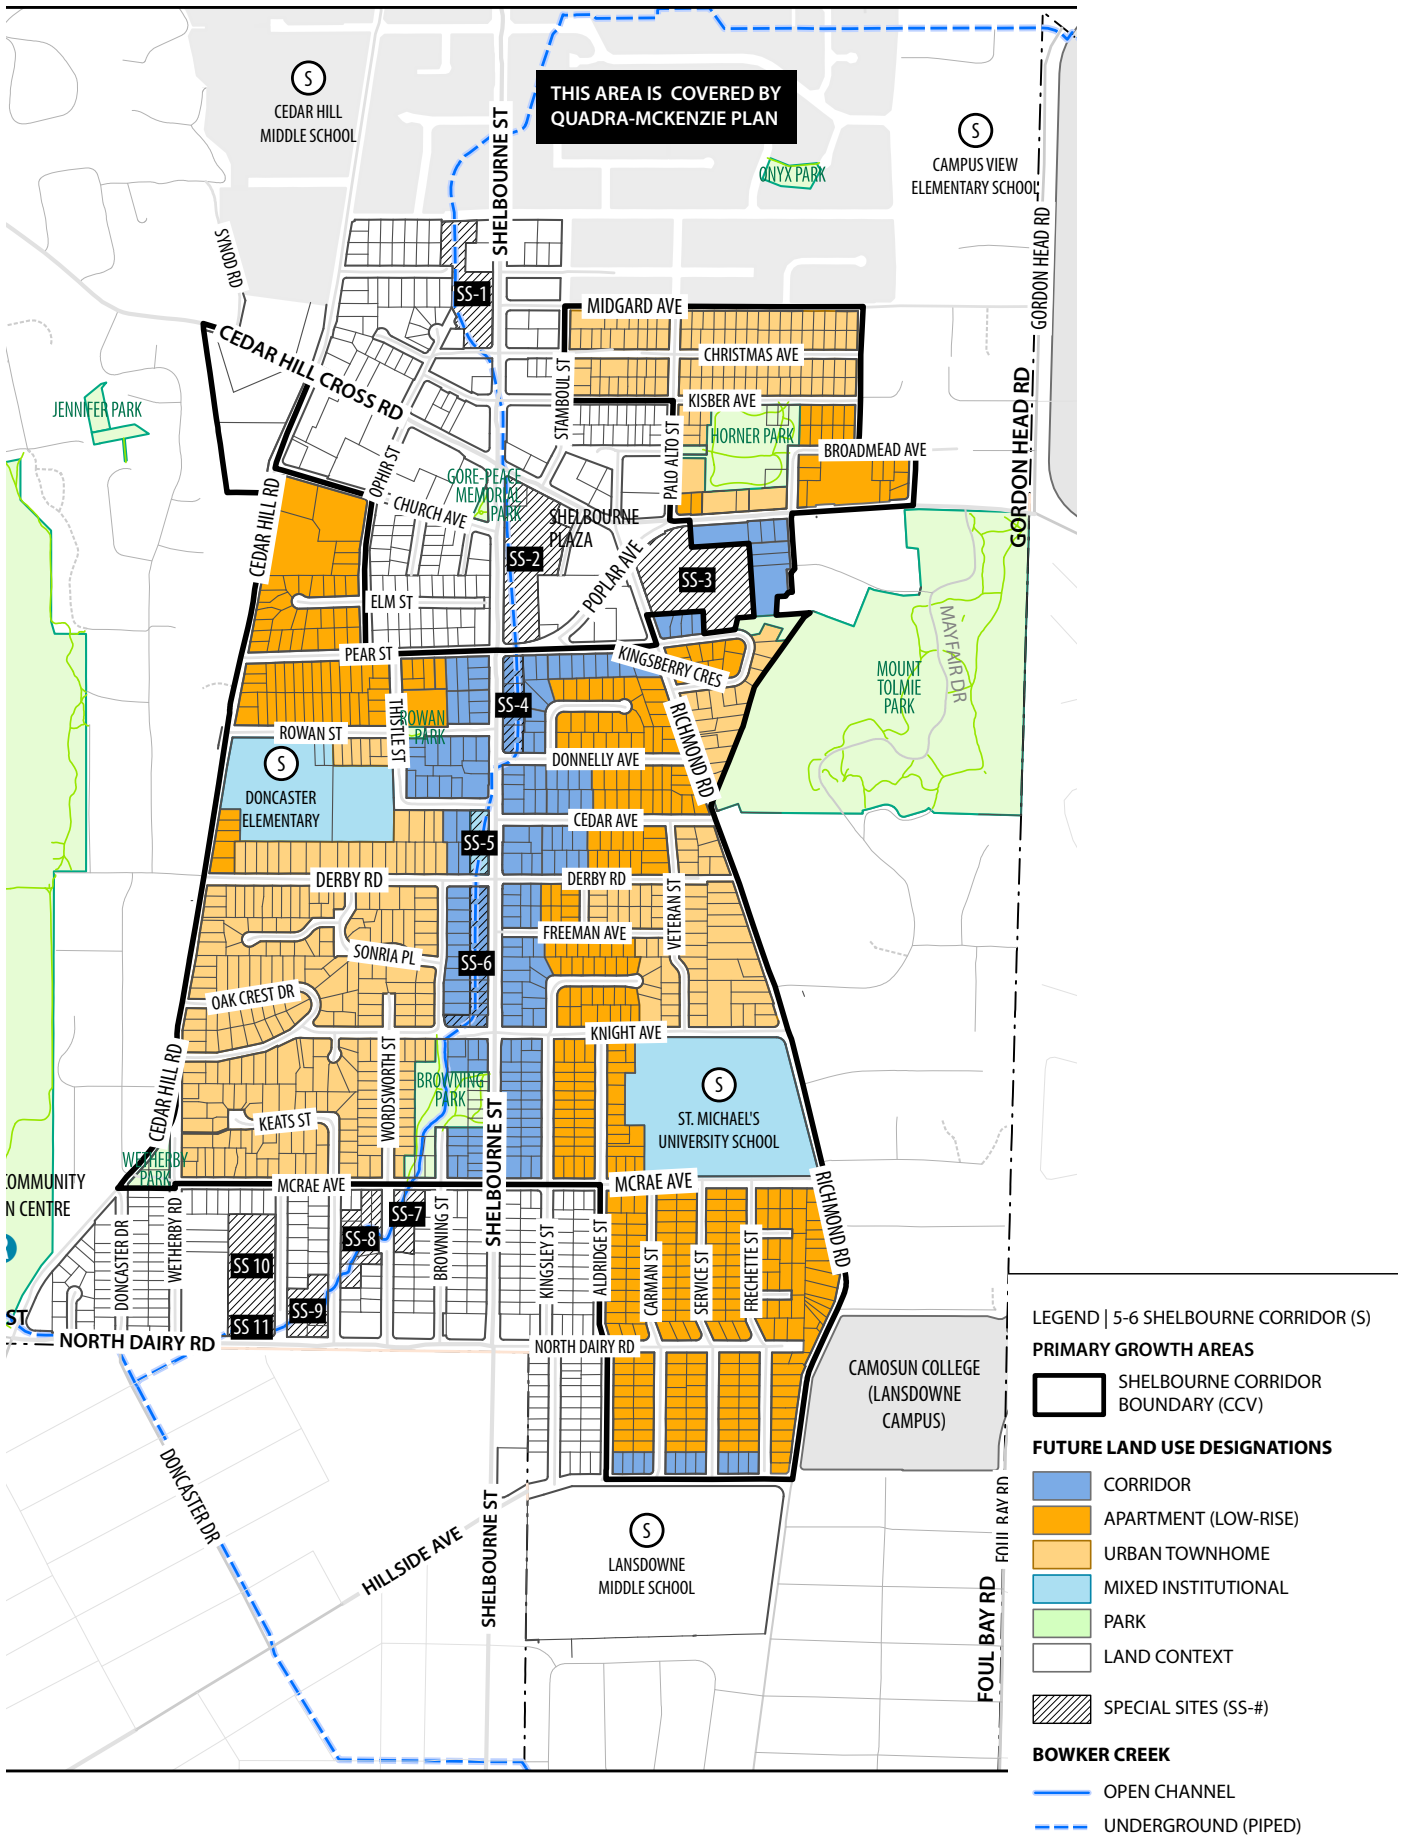 THIS AREA IS COVERED BY
QUADRA-MCKENZIE PLAN
S
CEDAR HILL
MIDDLE SCHOOL
SHELBOURNE ST
S
CAMPUS VIEW
ELEMENTARY SCHOOL
ONYX PARK
GORDON HEAD RD
SYNOD RD
SS-1
MIDGARD AVE
CEDAR HILL CROSS RD
CHRISTMAS AVE
STAMBOUL ST
KISBER AVE
JENNIFER PARK
HORNER PARK
GORDON HEAD RD
PALO ALTO ST
BROADMEAD AVE
OPHIR ST
GORE-PEACE
MEMORIAL
PARK
CHURCH AVE
CEDAR HILL RD
SHELBOURNE
PLAZA
SS-2
POPLAR AVE
SS-3
ELM ST
PEAR ST
KINGSBERRY CRES
MAYFAIR DR
MOUNT
TOLMIE
PARK
SS-4
THISTLE ST
ROWAN
PARK
ROWAN ST
RICHMOND RD
S
DONCASTER
ELEMENTARY
DONNELLY AVE
CEDAR AVE
SS-5
DERBY RD
DERBY RD
VETERAN ST
FREEMAN AVE
SONRIA PL
SS-6
OAK CREST DR
KNIGHT AVE
WORDSWORTH ST
CEDAR HILL RD
BROWNING
PARK
S
ST. MICHAEL'S
UNIVERSITY SCHOOL
KEATS ST
SHELBOURNE ST
WETHERBY
PARK
OMMUNITY
N CENTRE
MCRAE AVE
MCRAE AVE
RICHMOND RD
SS-7
SS-8
DONCASTER DR
WETHERBY RD
BROWNING ST
KINGSLEY ST
ALDRIDGE ST
CARMAN ST
SERVICE ST
FRECHETTE ST
SS 10
SS-9
SS 11
ST
NORTH DAIRY RD
NORTH DAIRY RD
CAMOSUN COLLEGE
(LANSDOWNE
CAMPUS)
DONCASTER DR
HILLSIDE AVE
SHELBOURNE ST
S
LANSDOWNE
MIDDLE SCHOOL
FOUL BAY RD
FOUL BAY RD
LEGEND | 5-6 SHELBOURNE CORRIDOR (S)
PRIMARY GROWTH AREAS
SHELBOURNE CORRIDOR
BOUNDARY (CCV)
FUTURE LAND USE DESIGNATIONS
CORRIDOR
APARTMENT (LOW-RISE)
URBAN TOWNHOME
MIXED INSTITUTIONAL
PARK
LAND CONTEXT
SPECIAL SITES (SS-#)
BOWKER CREEK
OPEN CHANNEL
UNDERGROUND (PIPED)